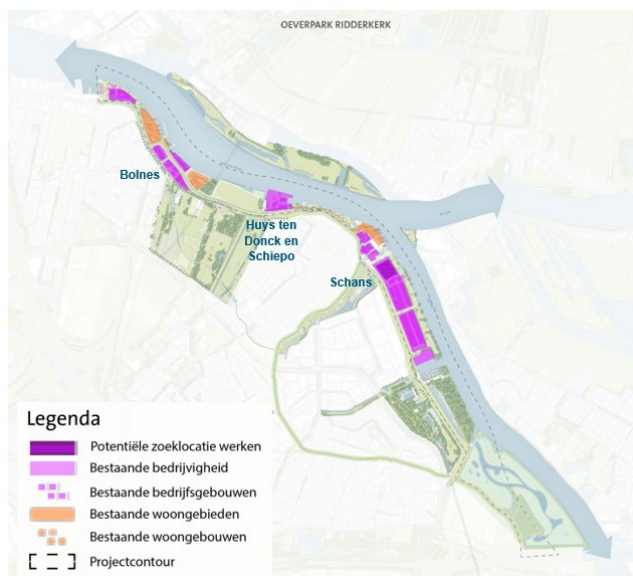 OEVERPARK RIDDERKERK
Bolnes
Huys ten
Donck en
Schiepo
Schans
Legenda
Potentiële zoeklocatie werken
Bestaande bedrijvigheid
Bestaande bedrijfsgebouwen
Bestaande woongebieden
Bestaande woongebouwen
Projectcontour